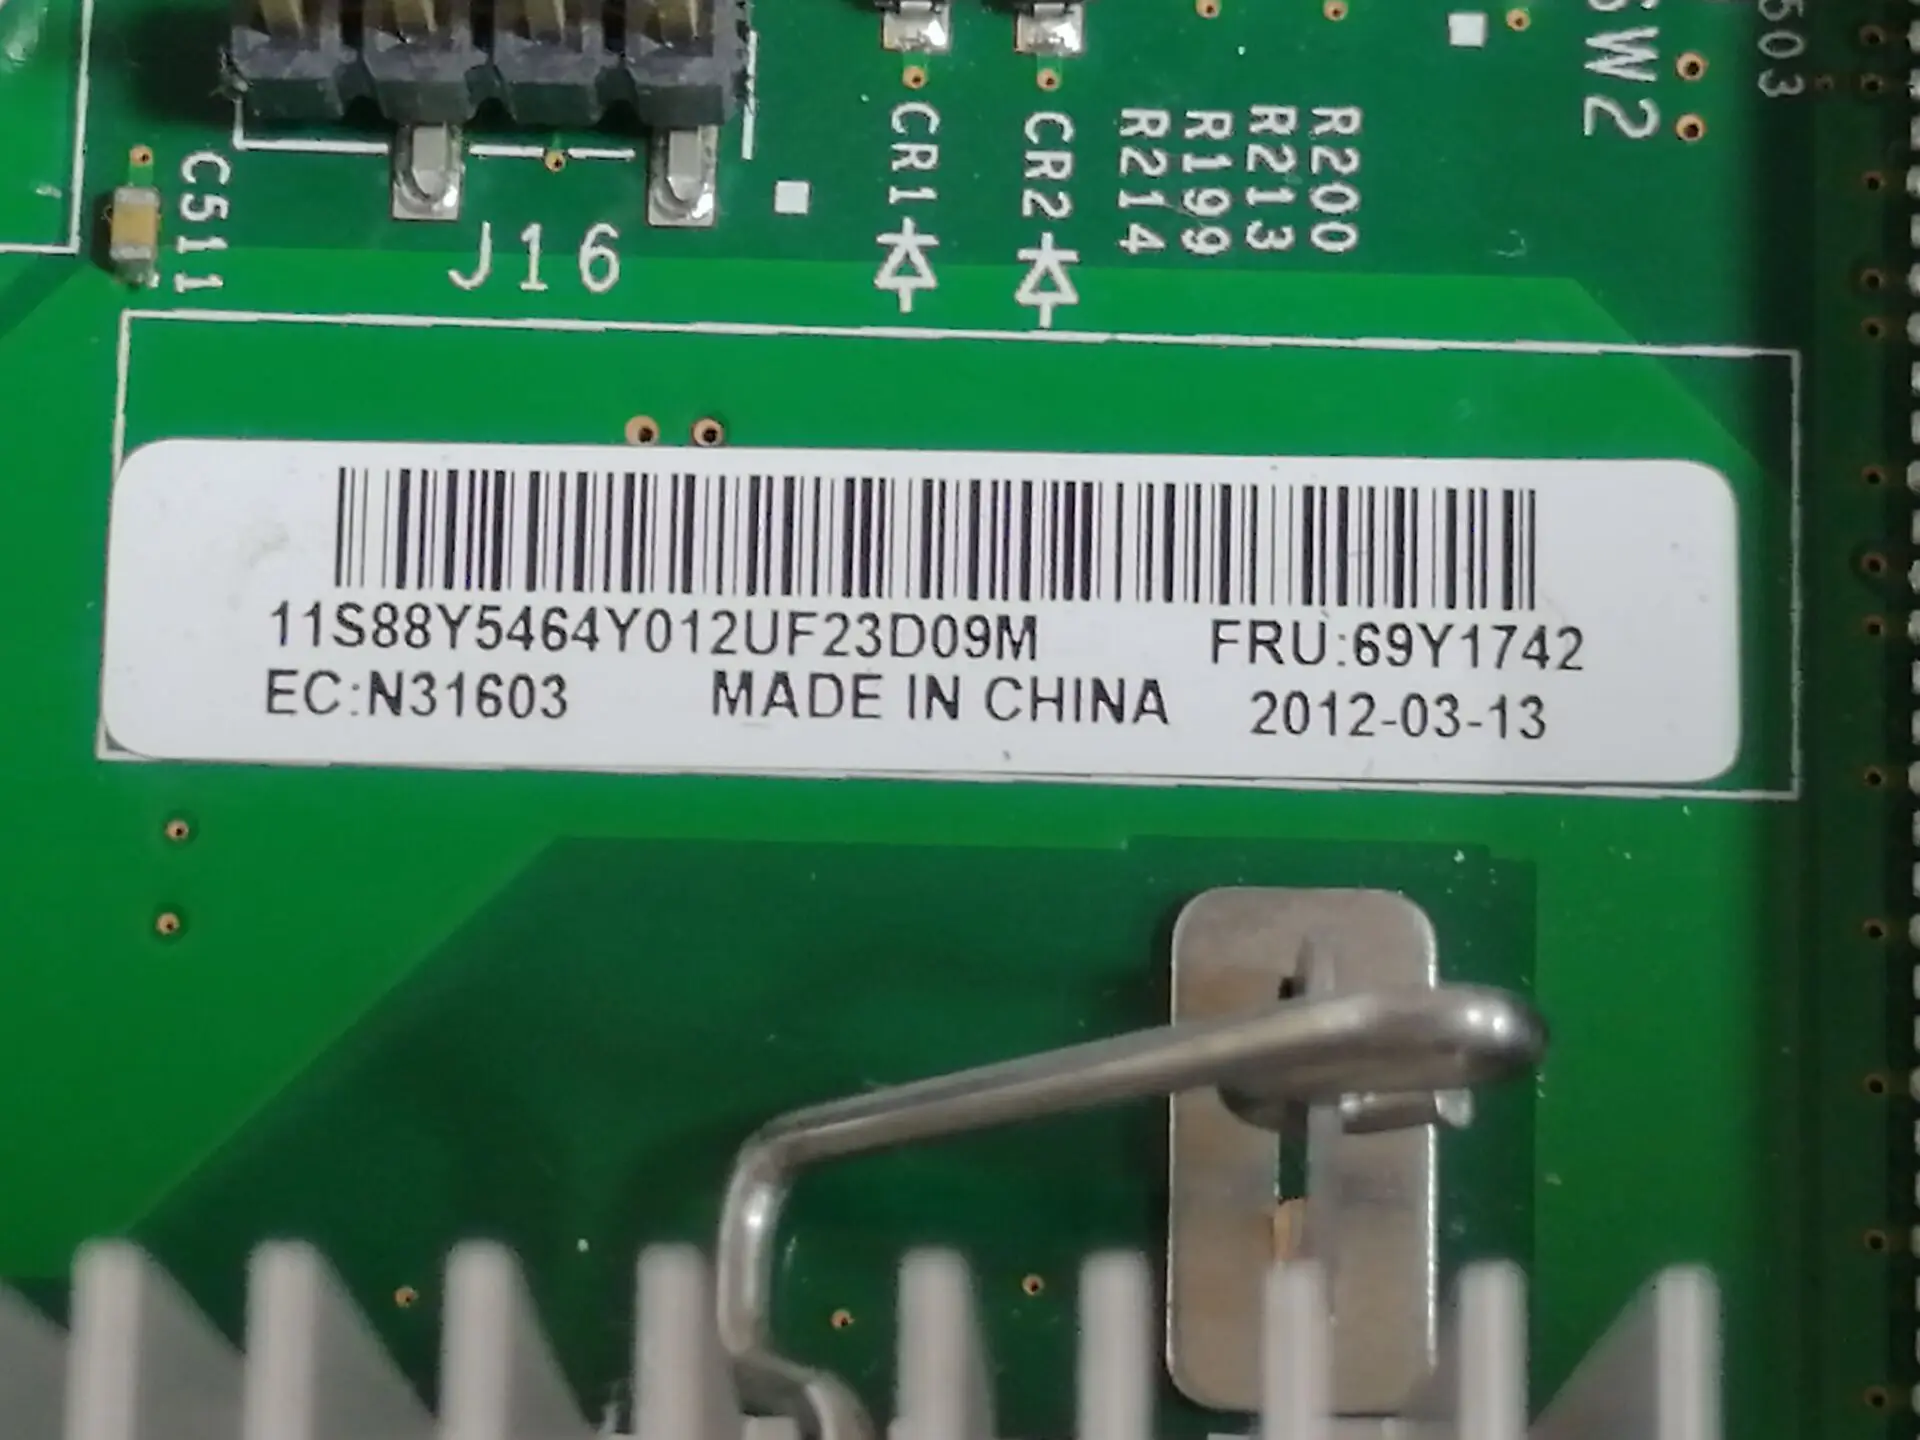 SW2
503
CR1
CR2
R214
R199
R213
R200
C511
J16
11S88Y5464Y012UF23D09M FRU:69Y1742
EC:N31603 MADE IN CHINA 2012-03-13